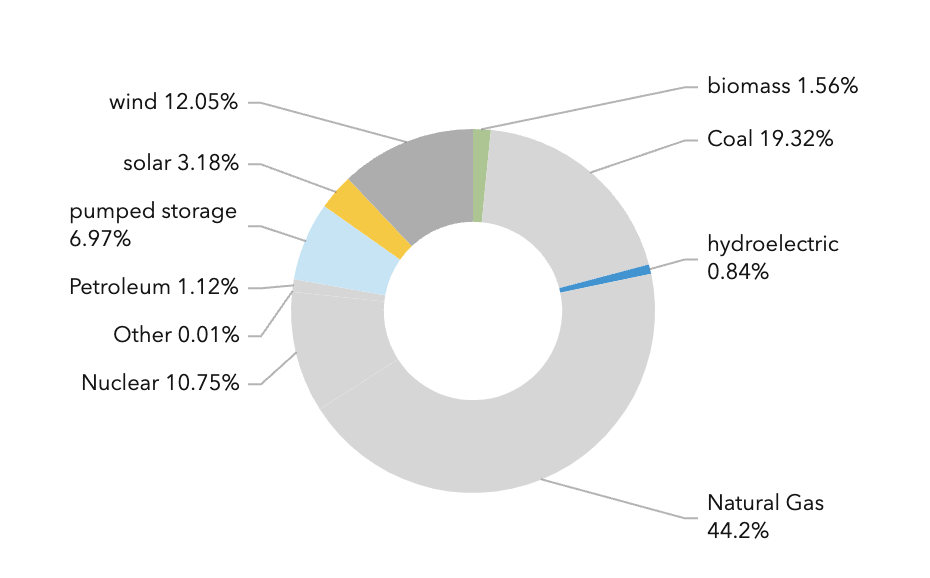 biomass 1.56%
Coal 19.32%
hydroelectric
0.84%
Natural Gas
44.2%
Nuclear 10.75%
Other 0.01%
Petroleum 1.12%
pumped storage
6.97%
solar 3.18%
wind 12.05%